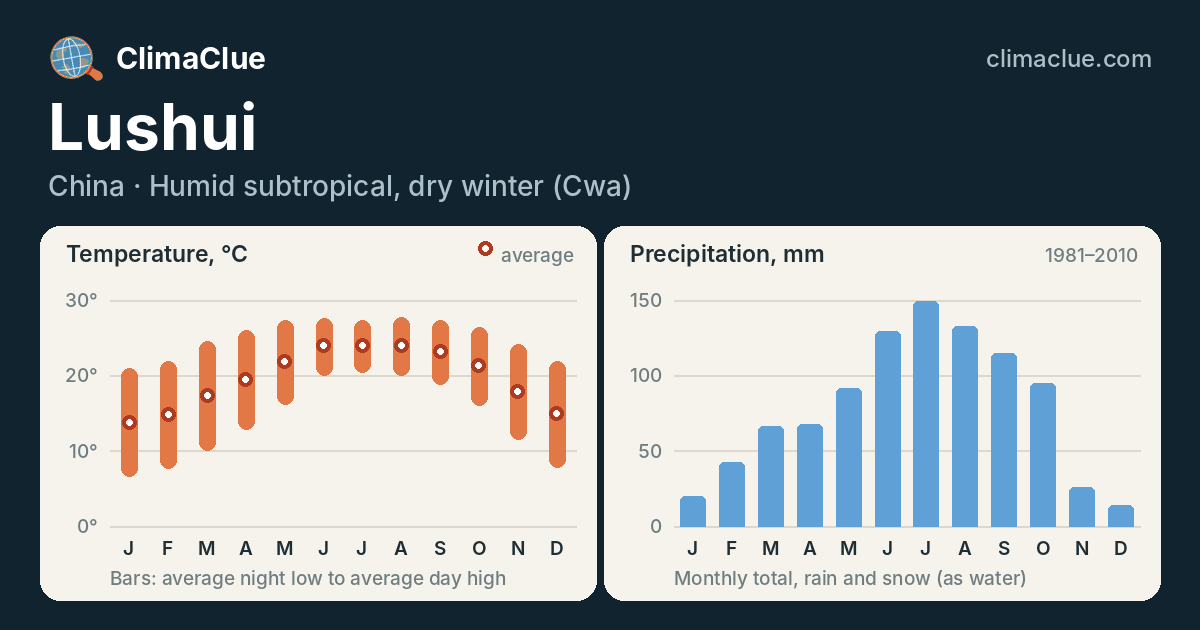 ClimaClue
climaclue.com
Lushui
China · Humid subtropical, dry winter (Cwa)
Temperature, °C
average
30°
20°
10°
0°
J F M A M J J A S O N D
Bars: average night low to average day high
Precipitation, mm
1981–2010
150
100
50
0
J F M A M J J A S O N D
Monthly total, rain and snow (as water)